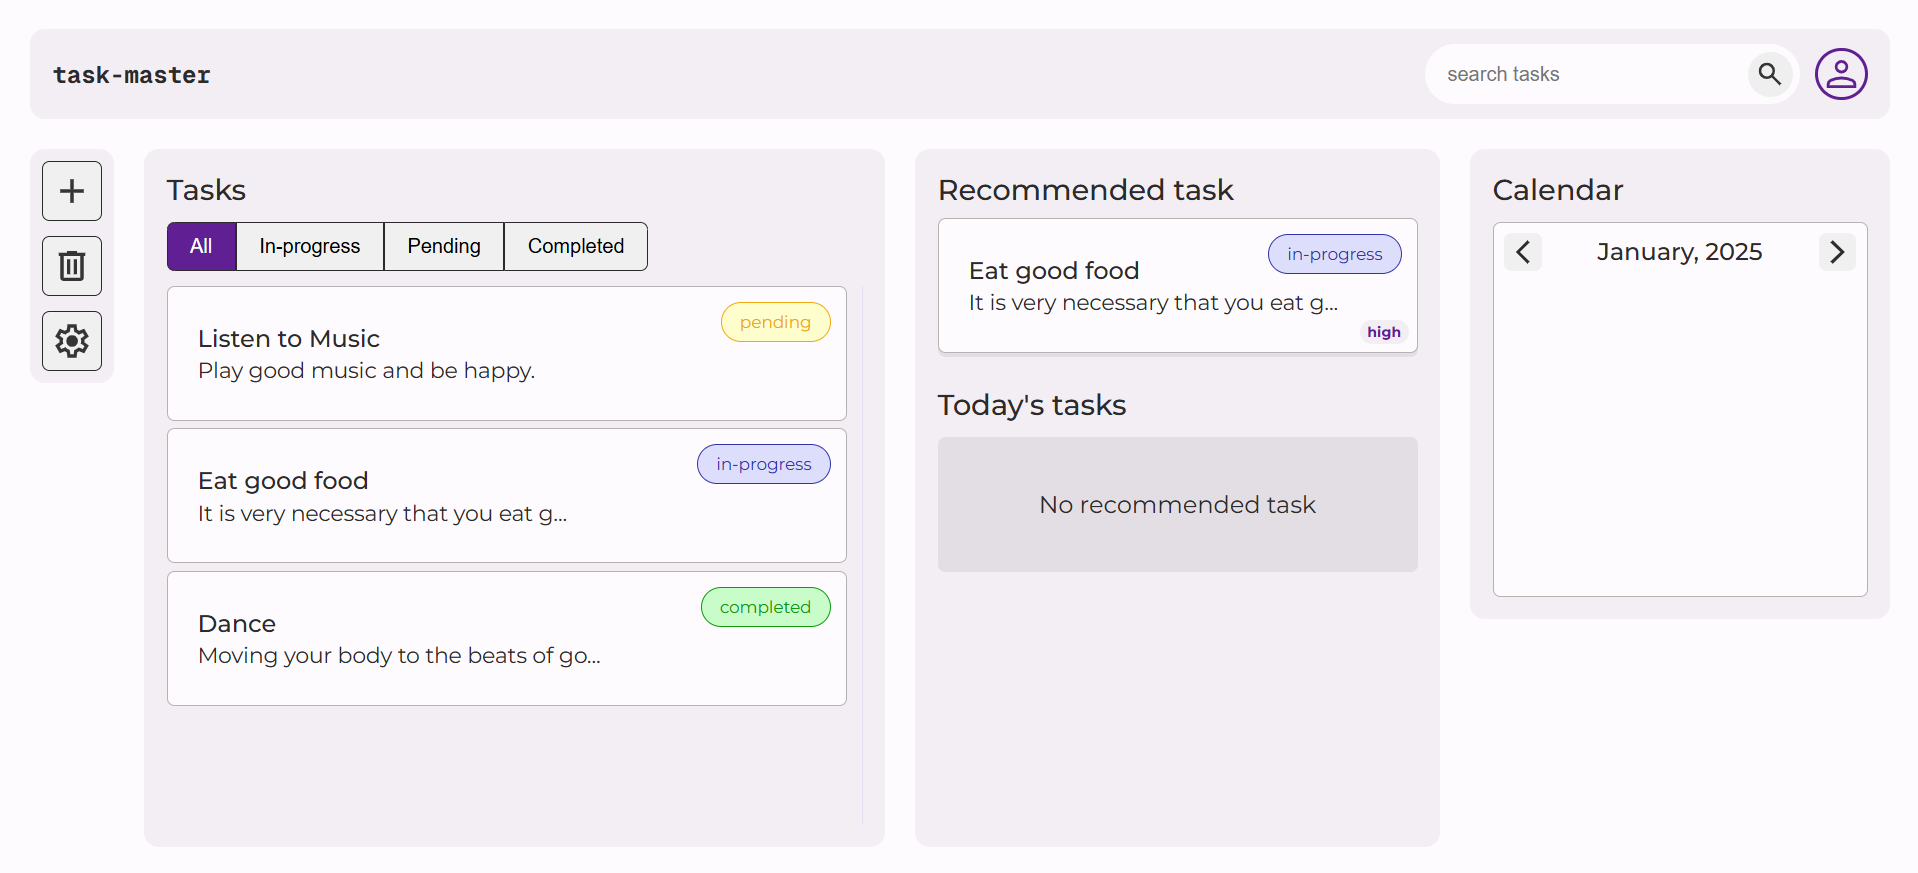 task-master
search tasks
Tasks
All
In-progress
Pending
Completed
pending
Listen to Music
Play good music and be happy.
in-progress
Eat good food
It is very necessary that you eat g...
completed
Dance
Moving your body to the beats of go...
Recommended task
in-progress
Eat good food
It is very necessary that you eat g...
high
Today's tasks
No recommended task
Calendar
January, 2025